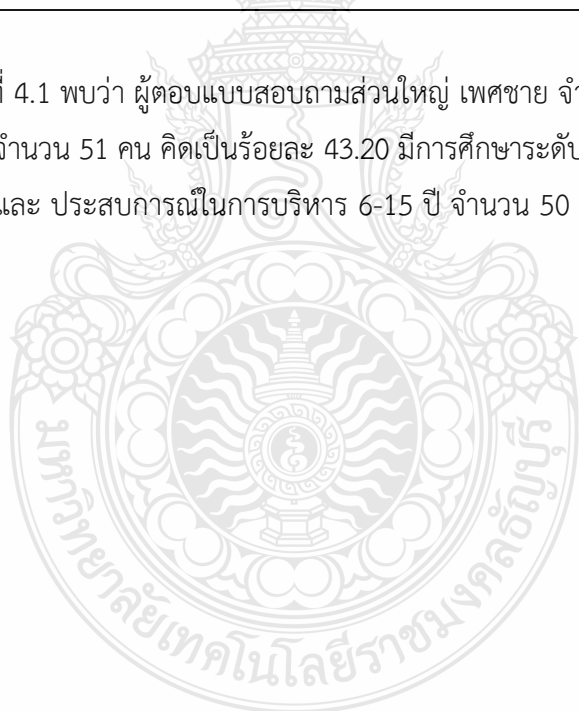 ที่ 4.1 พบว่า ผู้ตอบแบบสอบถามส่วนใหญ่ เพศชาย จำ
จำนวน 51 คน คิดเป็นร้อยละ 43.20 มีการศึกษาระดับ
และ ประสบการณ์ในการบริหาร 6-15 ปี จำนวน 50
มหาวิทยาลัยเทคโนโลยีราชมงคลธัญบุรี